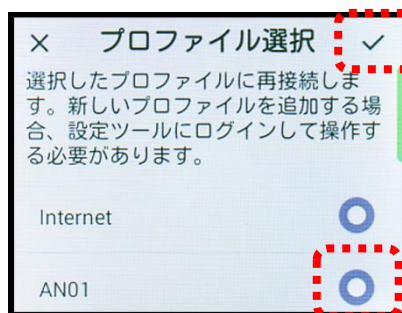 × プロファイル選択 ✓
選択したプロファイルに再接続しま
す。新しいプロファイルを追加する場
合、設定ツールにログインして操作す
る必要があります。
Internet
AN01